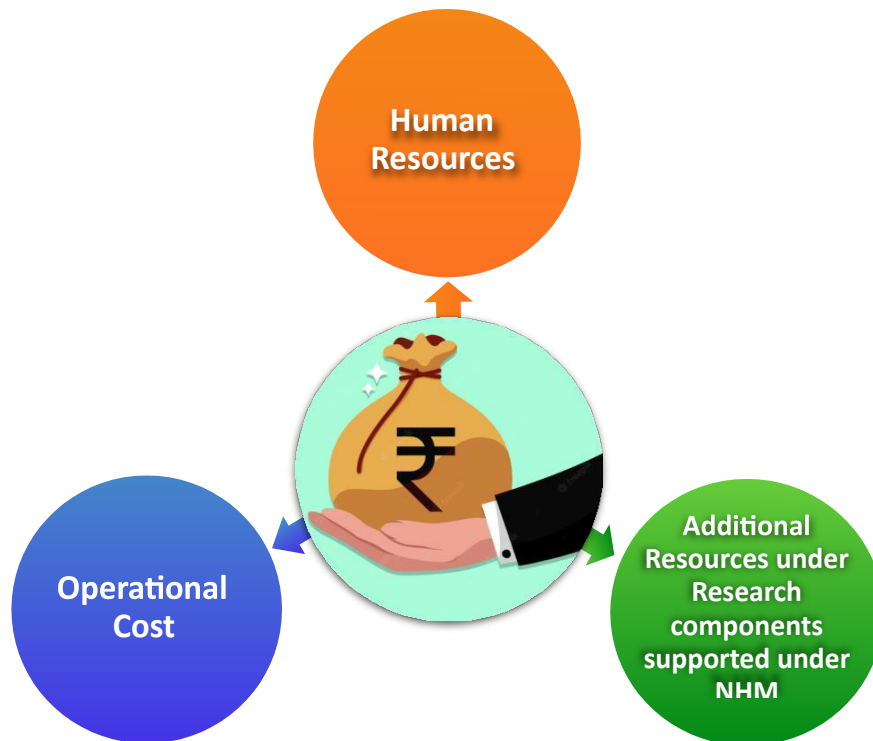 Human
Resources
₹
Operational
Cost
Additional
Resources under
Research
components
supported under
NHM